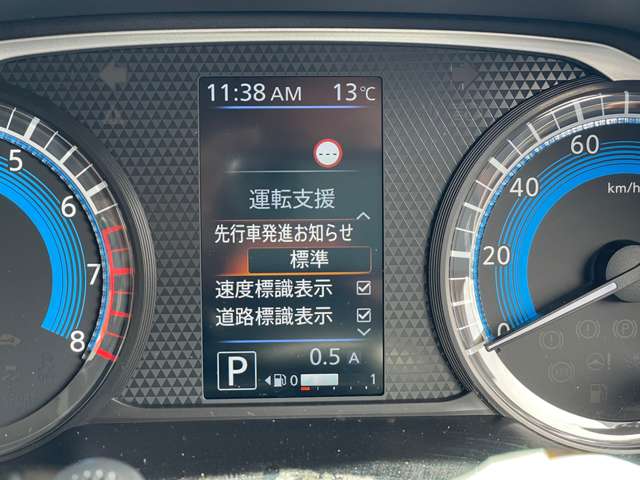 11:38 AM 13℃
運転支援
先行車発進お知らせ
標準
速度標識表示
道路標識表示
P
0.5 A
0 1
5
6
7
8
0
20
40
60
km/h